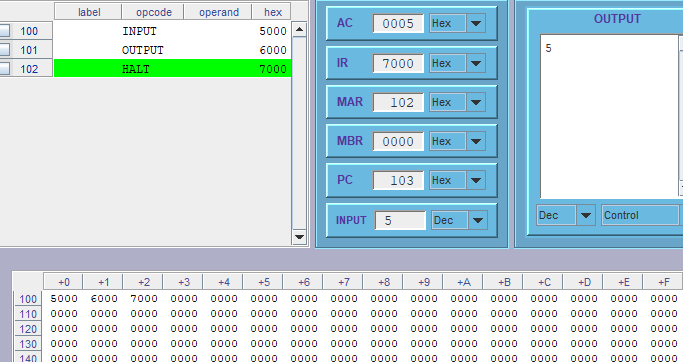 label opcode operand hex
100 INPUT 5000
101 OUTPUT 6000
102 HALT 7000
AC 0005 Hex
IR 7000 Hex
MAR 102 Hex
MBR 0000 Hex
PC 103 Hex
INPUT 5 Dec
OUTPUT
5
Dec Control
+0 +1 +2 +3 +4 +5 +6 +7 +8 +9 +A +B +C +D +E +F
100 5000 6000 7000 0000 0000 0000 0000 0000 0000 0000 0000 0000 0000 0000 0000 0000
110 0000 0000 0000 0000 0000 0000 0000 0000 0000 0000 0000 0000 0000 0000 0000 0000
120 0000 0000 0000 0000 0000 0000 0000 0000 0000 0000 0000 0000 0000 0000 0000 0000
130 0000 0000 0000 0000 0000 0000 0000 0000 0000 0000 0000 0000 0000 0000 0000 0000
140 0000 0000 0000 0000 0000 0000 0000 0000 0000 0000 0000 0000 0000 0000 0000 0000